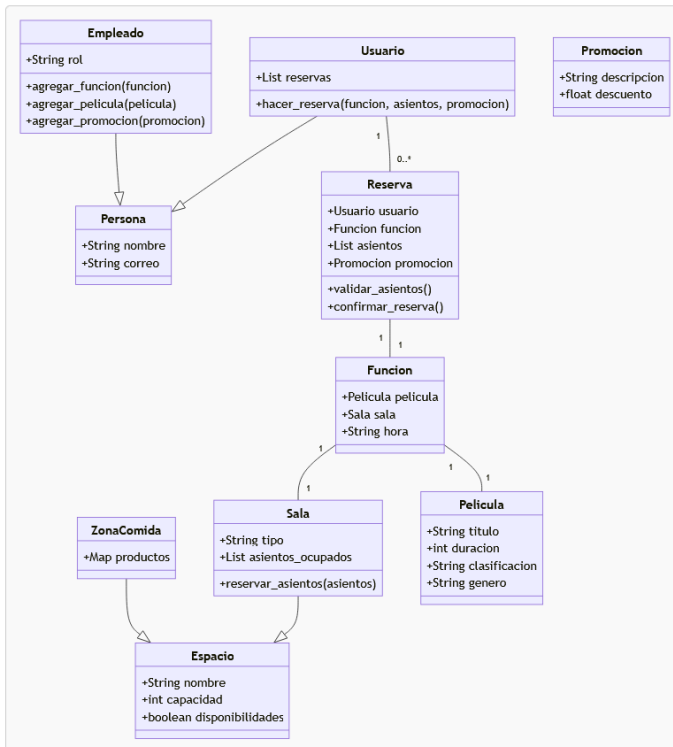 Empleado
+String rol
+agregar_funcion(funcion)
+agregar_pelicula(pelicula)
+agregar_promocion(promocion)
Usuario
+List reservas
+hacer_reserva(funcion, asientos, promocion)
Promocion
+String descripcion
+float descuento
1
0..*
Persona
+String nombre
+String correo
Reserva
+Usuario usuario
+Funcion funcion
+List asientos
+Promocion promocion
+validar_asientos()
+confirmar_reserva()
1
1
Funcion
+Pelicula pelicula
+Sala sala
+String hora
1
1
1
1
ZonaComida
+Map productos
Sala
+String tipo
+List asientos_ocupados
+reservar_asientos(asientos)
Pelicula
+String titulo
+int duracion
+String clasificacion
+String genero
Espacio
+String nombre
+int capacidad
+boolean disponibilidades